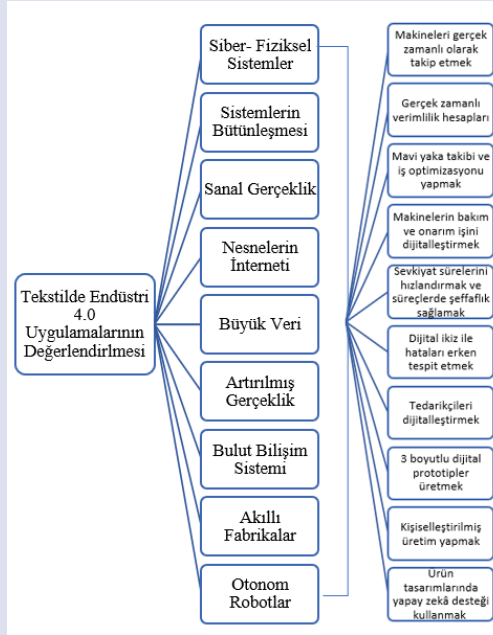 Tekstilde Endüstri
4.0
Uygulamalarının
Değerlendirilmesi
Siber- Fiziksel
Sistemler
Sistemlerin
Bütünleşmesi
Sanal Gerçeklik
Nesnelerin
İnterneti
Büyük Veri
Artırılmış
Gerçeklik
Bulut Bilişim
Sistemi
Akıllı
Fabrikalar
Otonom
Robotlar
Makineleri gerçek
zamanlı olarak
takip etmek
Gerçek zamanlı
verimlilik hesapları
Mavi yaka takibi ve
iş optimizasyonu
yapmak
Makinelerin bakım
ve onarım işini
dijitalleştirmek
Sevkiyat sürelerini
hızlandırmak ve
süreçlerde şeffaflık
sağlamak
Dijital ikiz ile
hataları erken
tespit etmek
Tedarikçileri
dijitalleştirmek
3 boyutlu dijital
prototipler
üretmek
Kişiselleştirilmiş
üretim yapmak
Ürün
tasarımlarında
yapay zekâ desteği
kullanmak